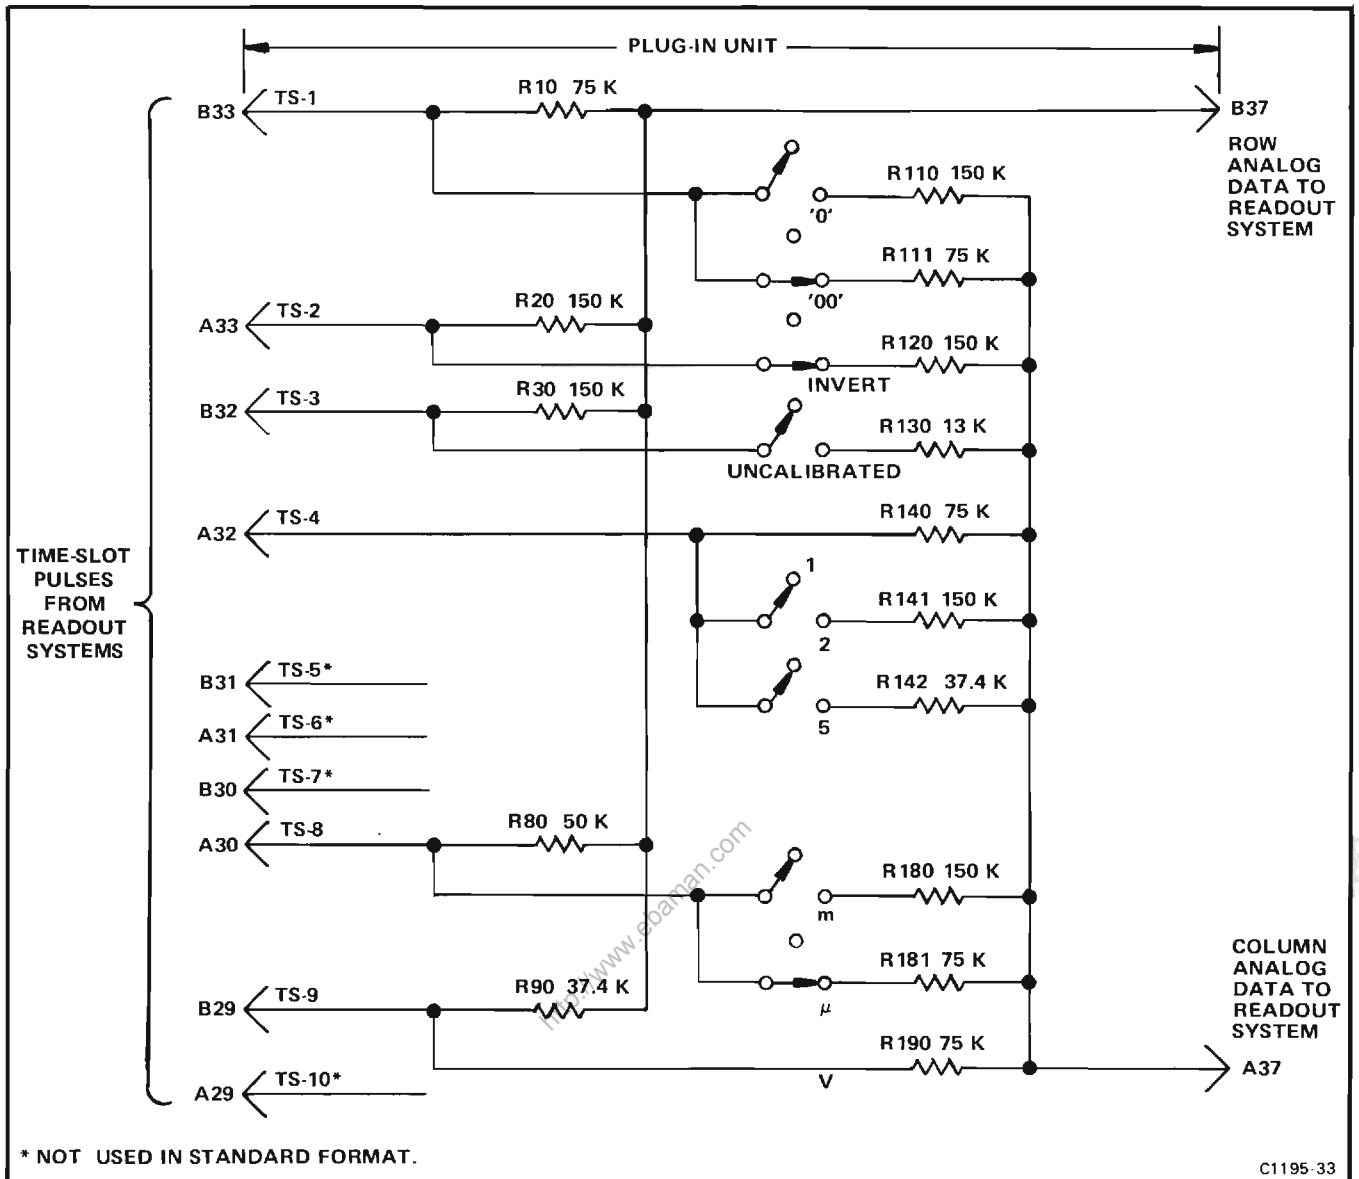 PLUG-IN UNIT
B33 TS-1 R10 75 K B37
ROW
ANALOG
DATA TO
READOUT
SYSTEM
R110 150 K
'0'
R111 75 K
'00'
A33 TS-2 R20 150 K
R120 150 K
INVERT
B32 TS-3 R30 150 K
R130 13 K
UNCALIBRATED
A32 TS-4 R140 75 K
TIME-SLOT
PULSES
FROM
READOUT
SYSTEMS
1
R141 150 K
2
B31 TS-5*
R142 37.4 K
5
A31 TS-6*
B30 TS-7*
A30 TS-8 R80 50 K
R180 150 K
m
R181 75 K
μ
B29 TS-9 R90 37.4 K
COLUMN
ANALOG
DATA TO
READOUT
SYSTEM
R190 75 K
V
A37
A29 TS-10*
http://www.ebaman.com
* NOT USED IN STANDARD FORMAT.
C1195-33